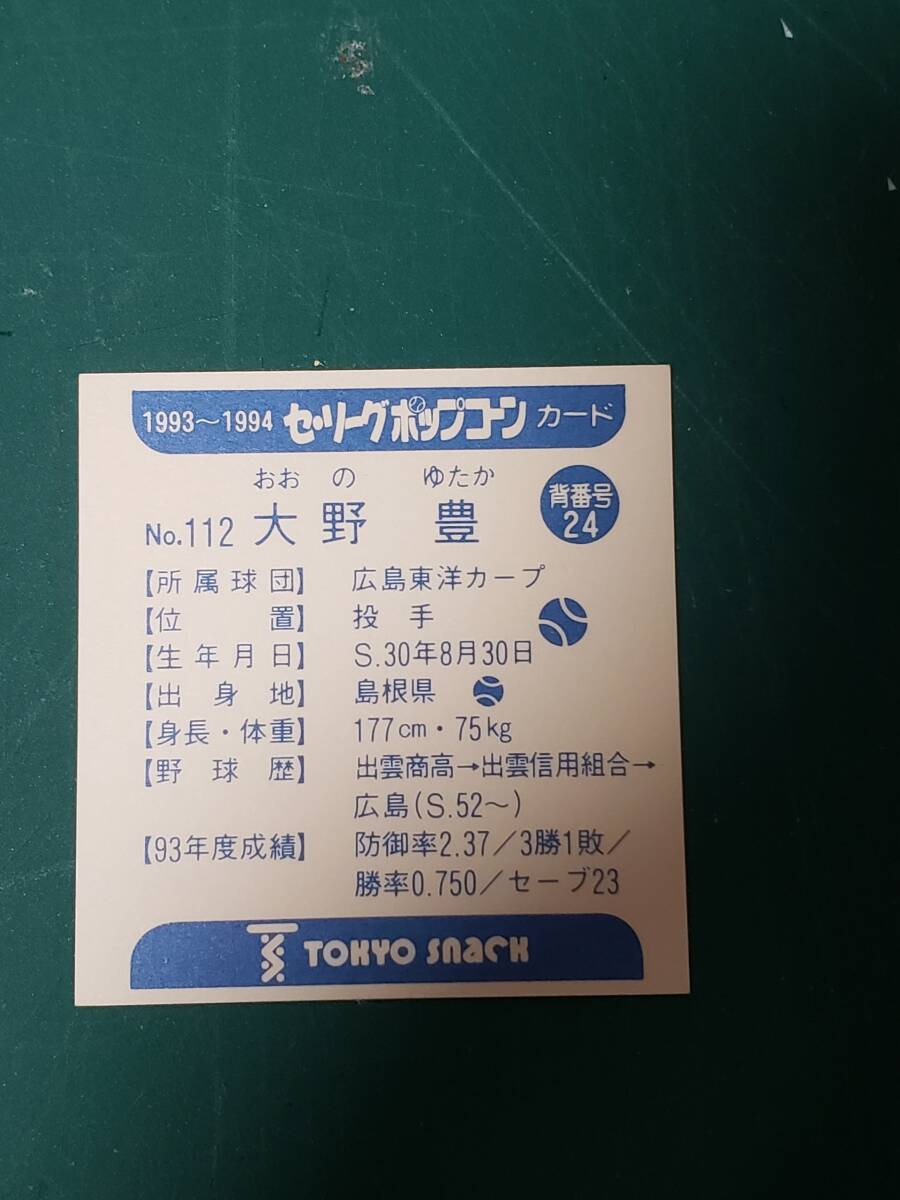 1993〜1994 セ・リーグポップコーン カード
おお の ゆたか
No.112 大野 豊
背番号
24
【所属球団】 広島東洋カープ
【位置】 投手
【生年月日】 S.30年8月30日
【出身地】 島根県
【身長・体重】 177cm・75kg
【野球歴】 出雲商高→出雲信用組合→
広島(S.52〜)
【93年度成績】 防御率2.37/3勝1敗/
勝率0.750/セーブ23
TS TOKYO SNACK